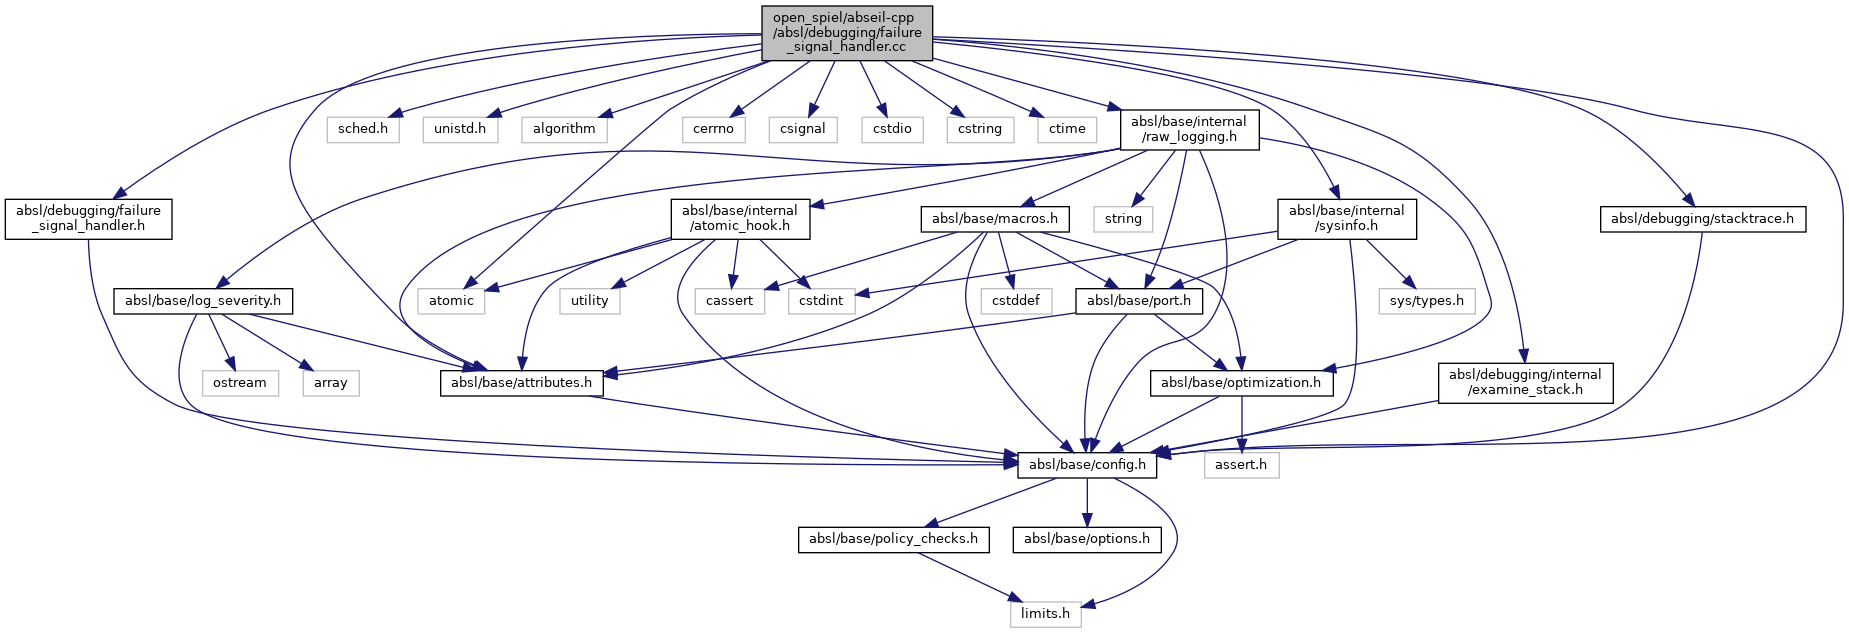 open_spiel/abseil-cpp
/absl/debugging/failure
_signal_handler.cc
sched.h
unistd.h
algorithm
cerrno
csignal
cstdio
cstring
ctime
absl/base/internal
/raw_logging.h
absl/debugging/failure
_signal_handler.h
absl/base/internal
/atomic_hook.h
absl/base/macros.h
string
absl/base/internal
/sysinfo.h
absl/debugging/stacktrace.h
absl/base/log_severity.h
atomic
utility
cassert
cstdint
cstddef
absl/base/port.h
sys/types.h
ostream
array
absl/base/attributes.h
absl/base/optimization.h
absl/debugging/internal
/examine_stack.h
absl/base/config.h
assert.h
absl/base/policy_checks.h
absl/base/options.h
limits.h